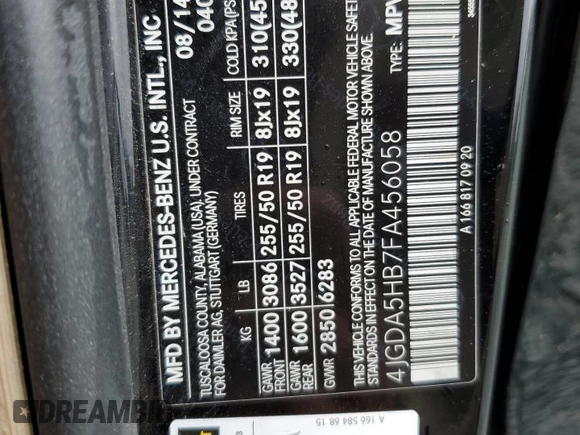 MFD BY MERCEDES-BENZ U.S. INTL., INC
TUSCALOOSA COUNTY, ALABAMA (USA), UNDER CONTRACT
FOR DAIMLER AG, STUTTGART (GERMANY)
08/14
040
KG LB TIRES RIM SIZE COLD KPA(PS
GAWR FRONT 1400 3086 255/50 R19 8Jx19 310(45
GAWR REAR 1600 3527 255/50 R19 8Jx19 330(48
GVWR 2850 6283
THIS VEHICLE CONFORMS TO ALL APPLICABLE FEDERAL MOTOR VEHICLE SAFETY
STANDARDS IN EFFECT ON THE DATE OF MANUFACTURE SHOWN ABOVE.
4JGDA5HB7FA456058 TYPE: MPV
A 166 817 09 20
A 166 584 68 15
DREAMBI